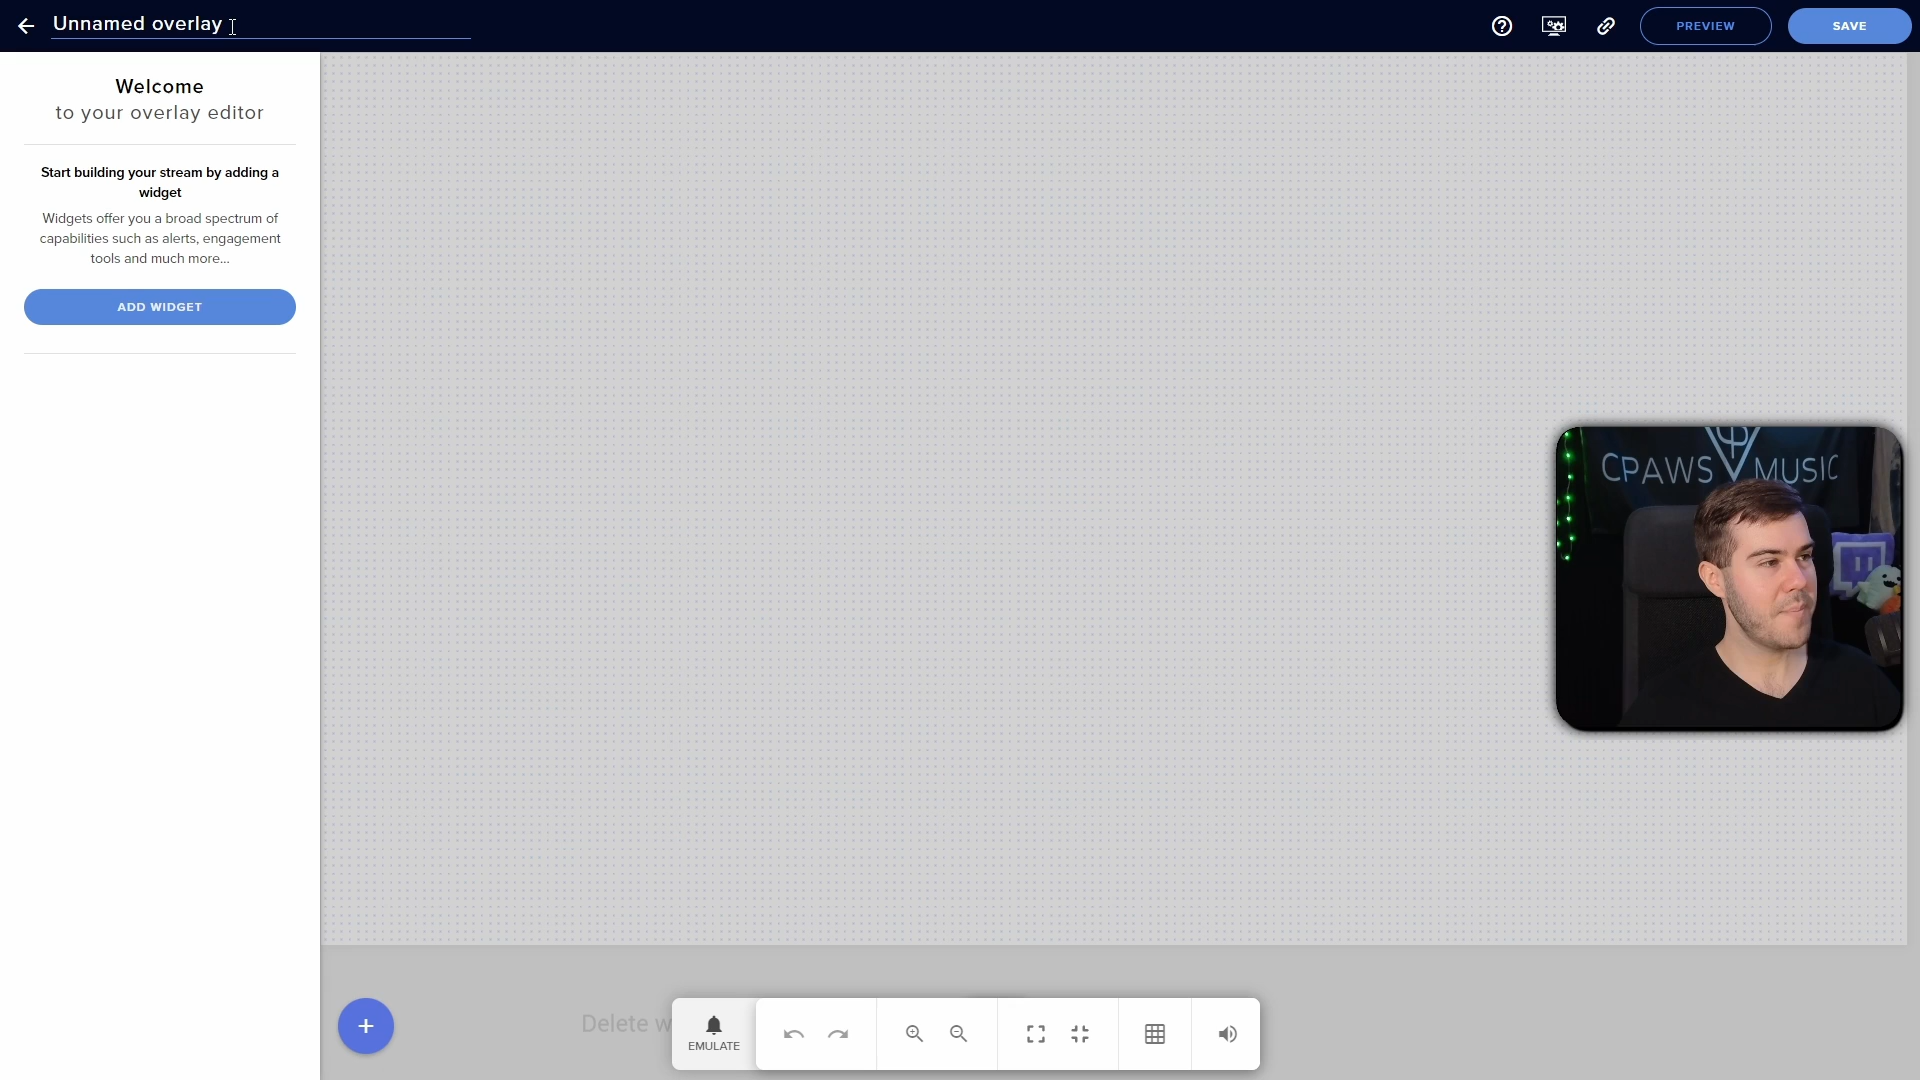 Unnamed overlay
PREVIEW
SAVE
Welcome
to your overlay editor
Start building your stream by adding a
widget
Widgets offer you a broad spectrum of
capabilities such as alerts, engagement
tools and much more...
ADD WIDGET
CPAWS MUSIC
Delete w
EMULATE